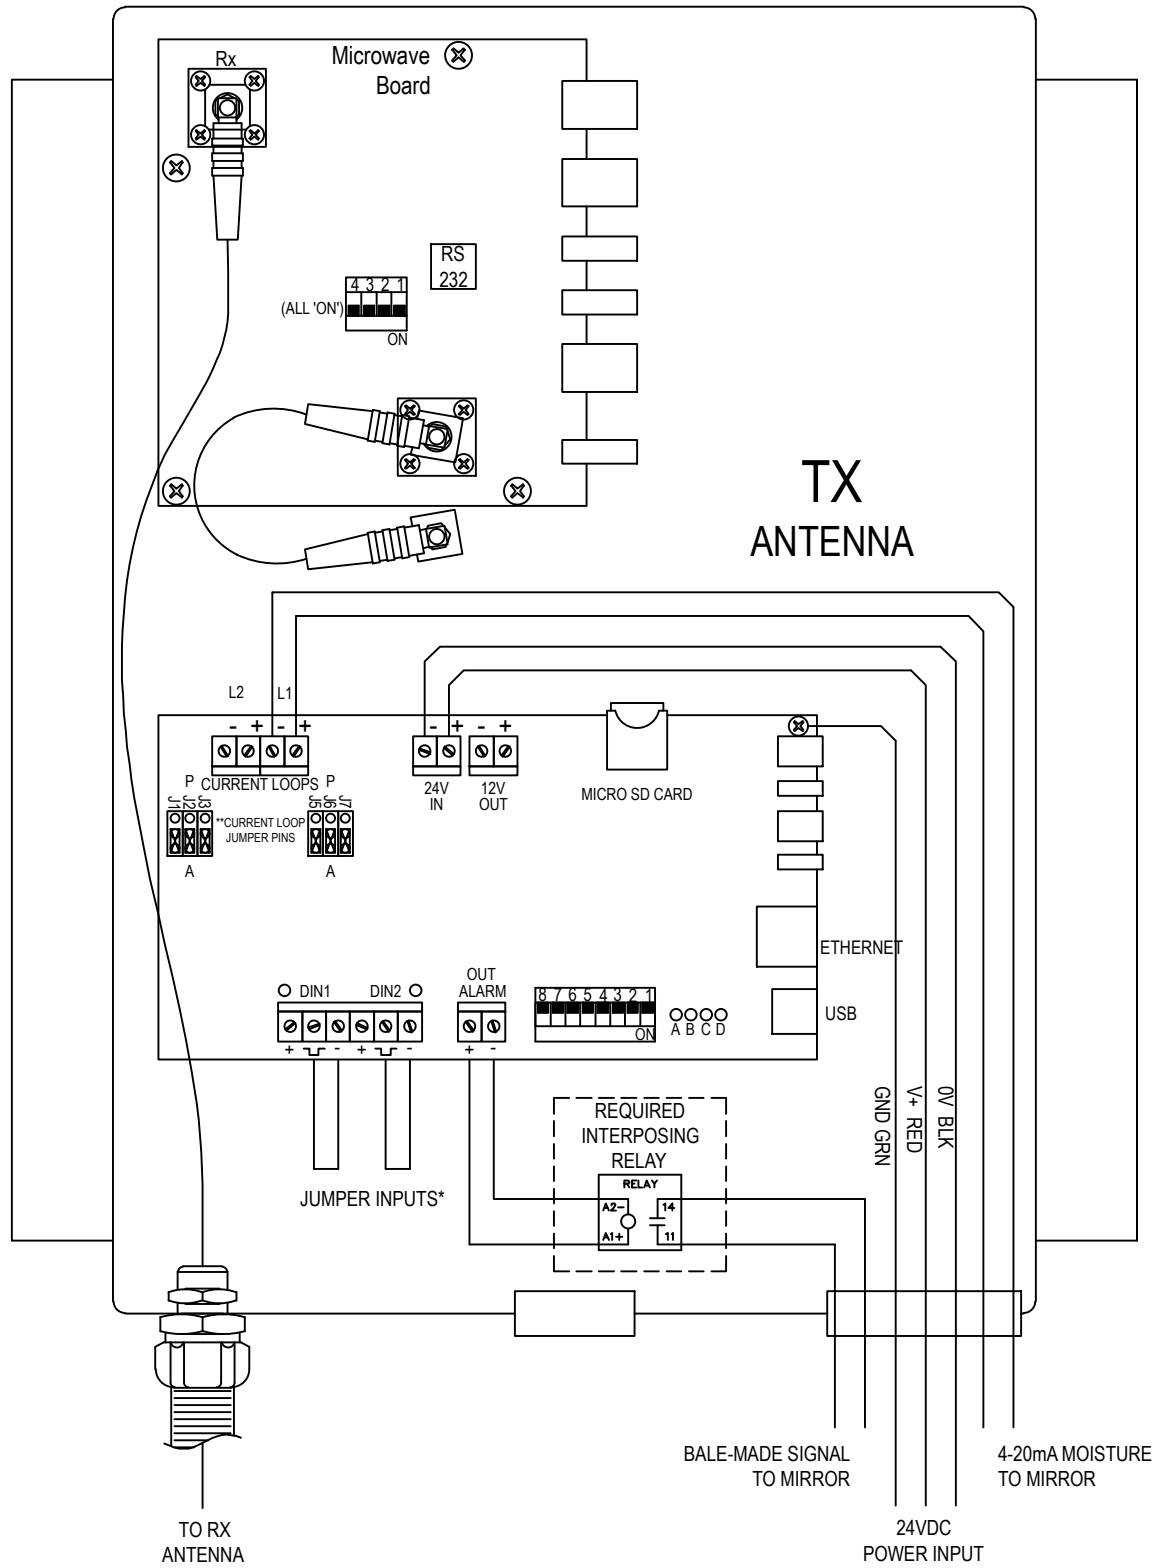 Rx
Microwave
Board
RS
232
4 3 2 1
(ALL 'ON')
ON
TX
ANTENNA
L2 L1
- + - +
- + - +
P CURRENT LOOPS P
24V
IN
12V
OUT
MICRO SD CARD
J1 J2 J3
**CURRENT LOOP
JUMPER PINS
J5 J6 J7
A A
ETHERNET
USB
DIN1 DIN2
+ - + -
OUT
ALARM
+ -
8 7 6 5 4 3 2 1
ON
A B C D
GND GRN
V+ RED
0V BLK
REQUIRED
INTERPOSING
RELAY
RELAY
A2- 14
A1+ 11
JUMPER INPUTS*
BALE-MADE SIGNAL
TO MIRROR
4-20mA MOISTURE
TO MIRROR
24VDC
POWER INPUT
TO RX
ANTENNA